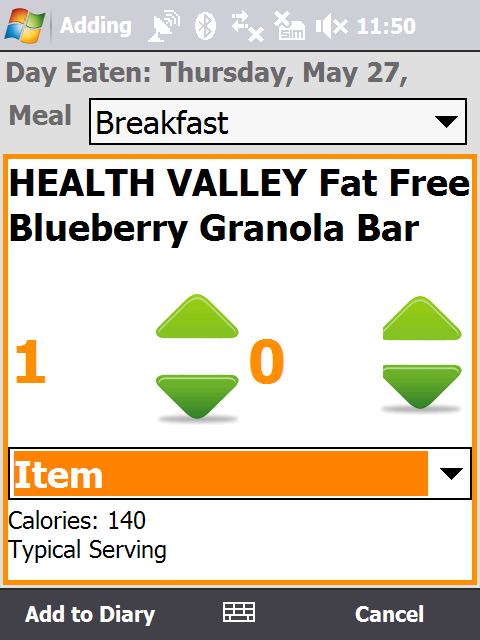 Adding 11:50
Day Eaten: Thursday, May 27,
Meal Breakfast
HEALTH VALLEY Fat Free
Blueberry Granola Bar
1 0
Item
Calories: 140
Typical Serving
Add to Diary Cancel